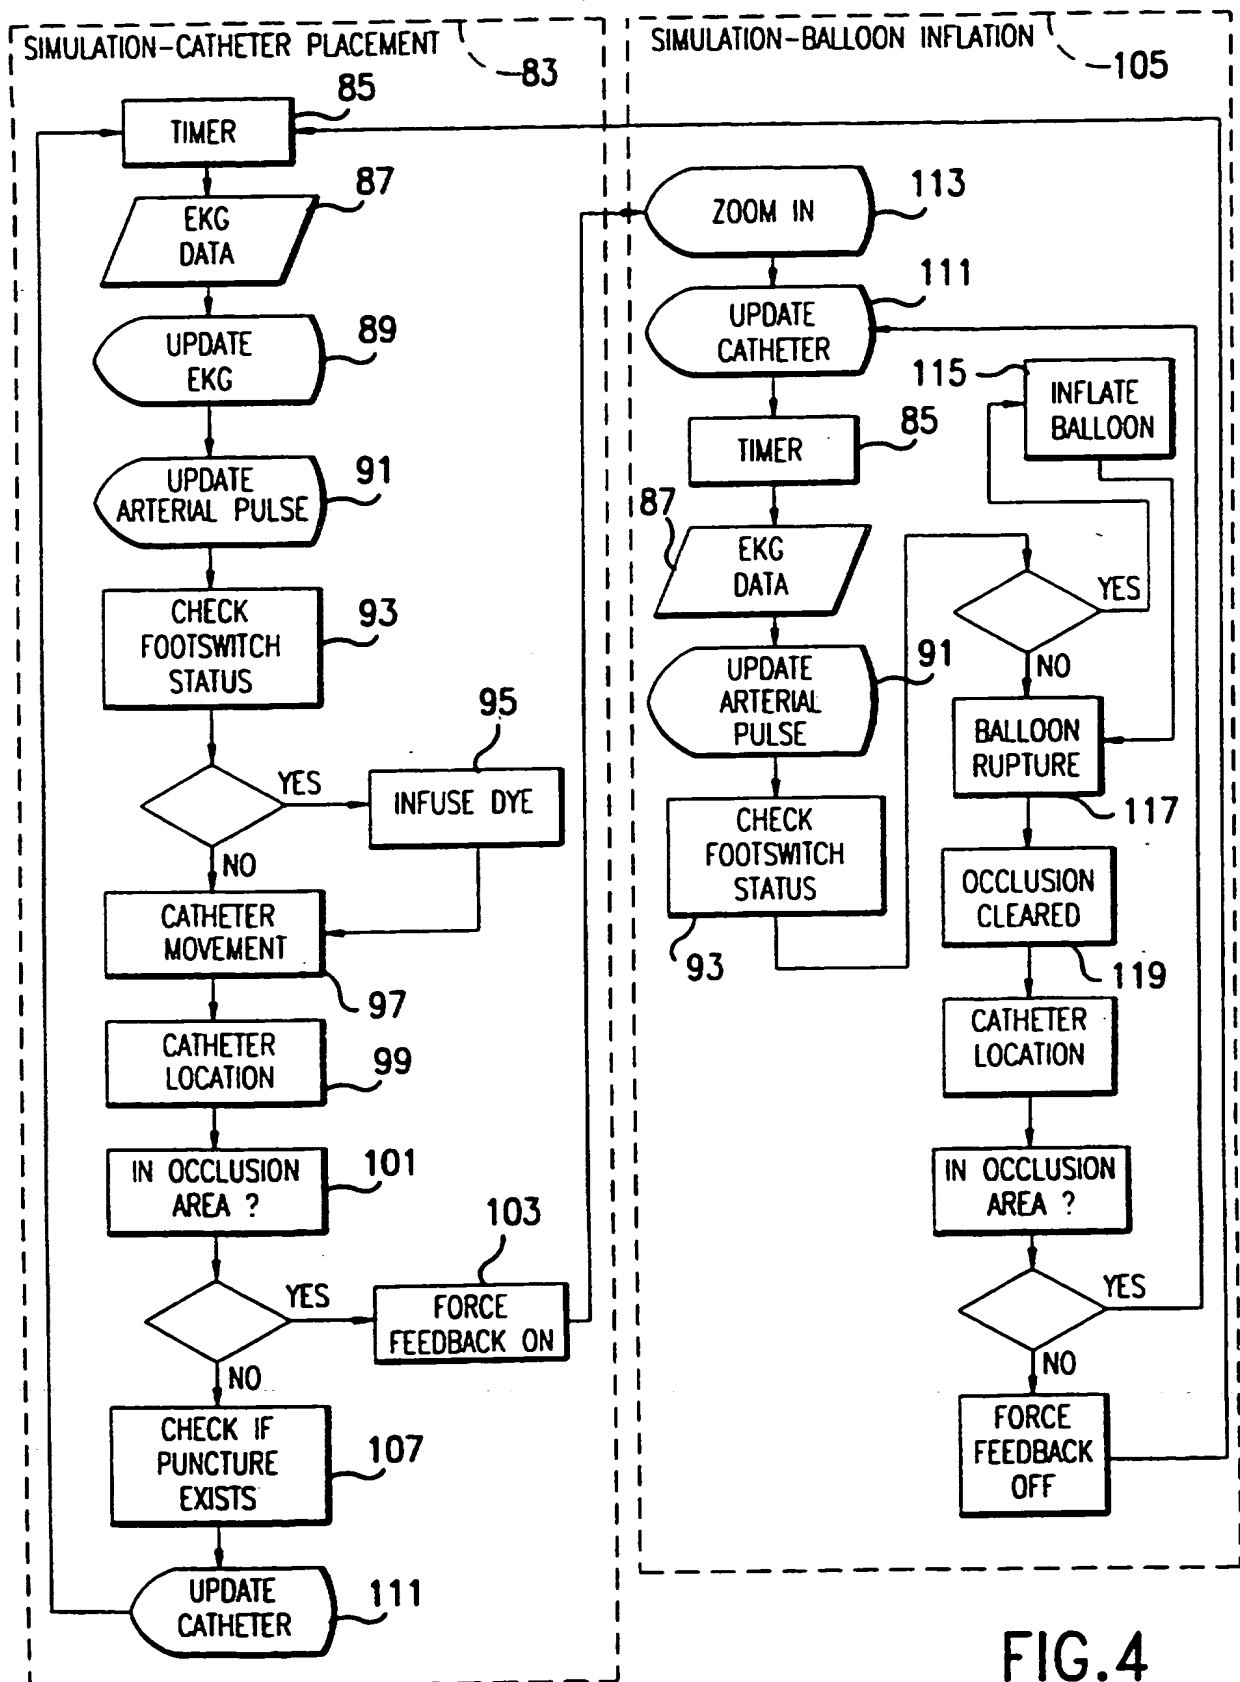 SIMULATION-CATHETER PLACEMENT
83
TIMER
85
EKG
DATA
87
UPDATE
EKG
89
UPDATE
ARTERIAL PULSE
91
CHECK
FOOTSWITCH
STATUS
93
YES
INFUSE DYE
95
NO
CATHETER
MOVEMENT
97
CATHETER
LOCATION
99
IN OCCLUSION
AREA ?
101
YES
FORCE
FEEDBACK ON
103
NO
CHECK IF
PUNCTURE
EXISTS
107
UPDATE
CATHETER
111
SIMULATION-BALLOON INFLATION
105
ZOOM IN
113
UPDATE
CATHETER
111
TIMER
85
EKG
DATA
87
UPDATE
ARTERIAL
PULSE
91
CHECK
FOOTSWITCH
STATUS
93
INFLATE
BALLOON
115
YES
NO
BALLOON
RUPTURE
117
OCCLUSION
CLEARED
119
CATHETER
LOCATION
IN OCCLUSION
AREA ?
YES
NO
FORCE
FEEDBACK
OFF
FIG.4